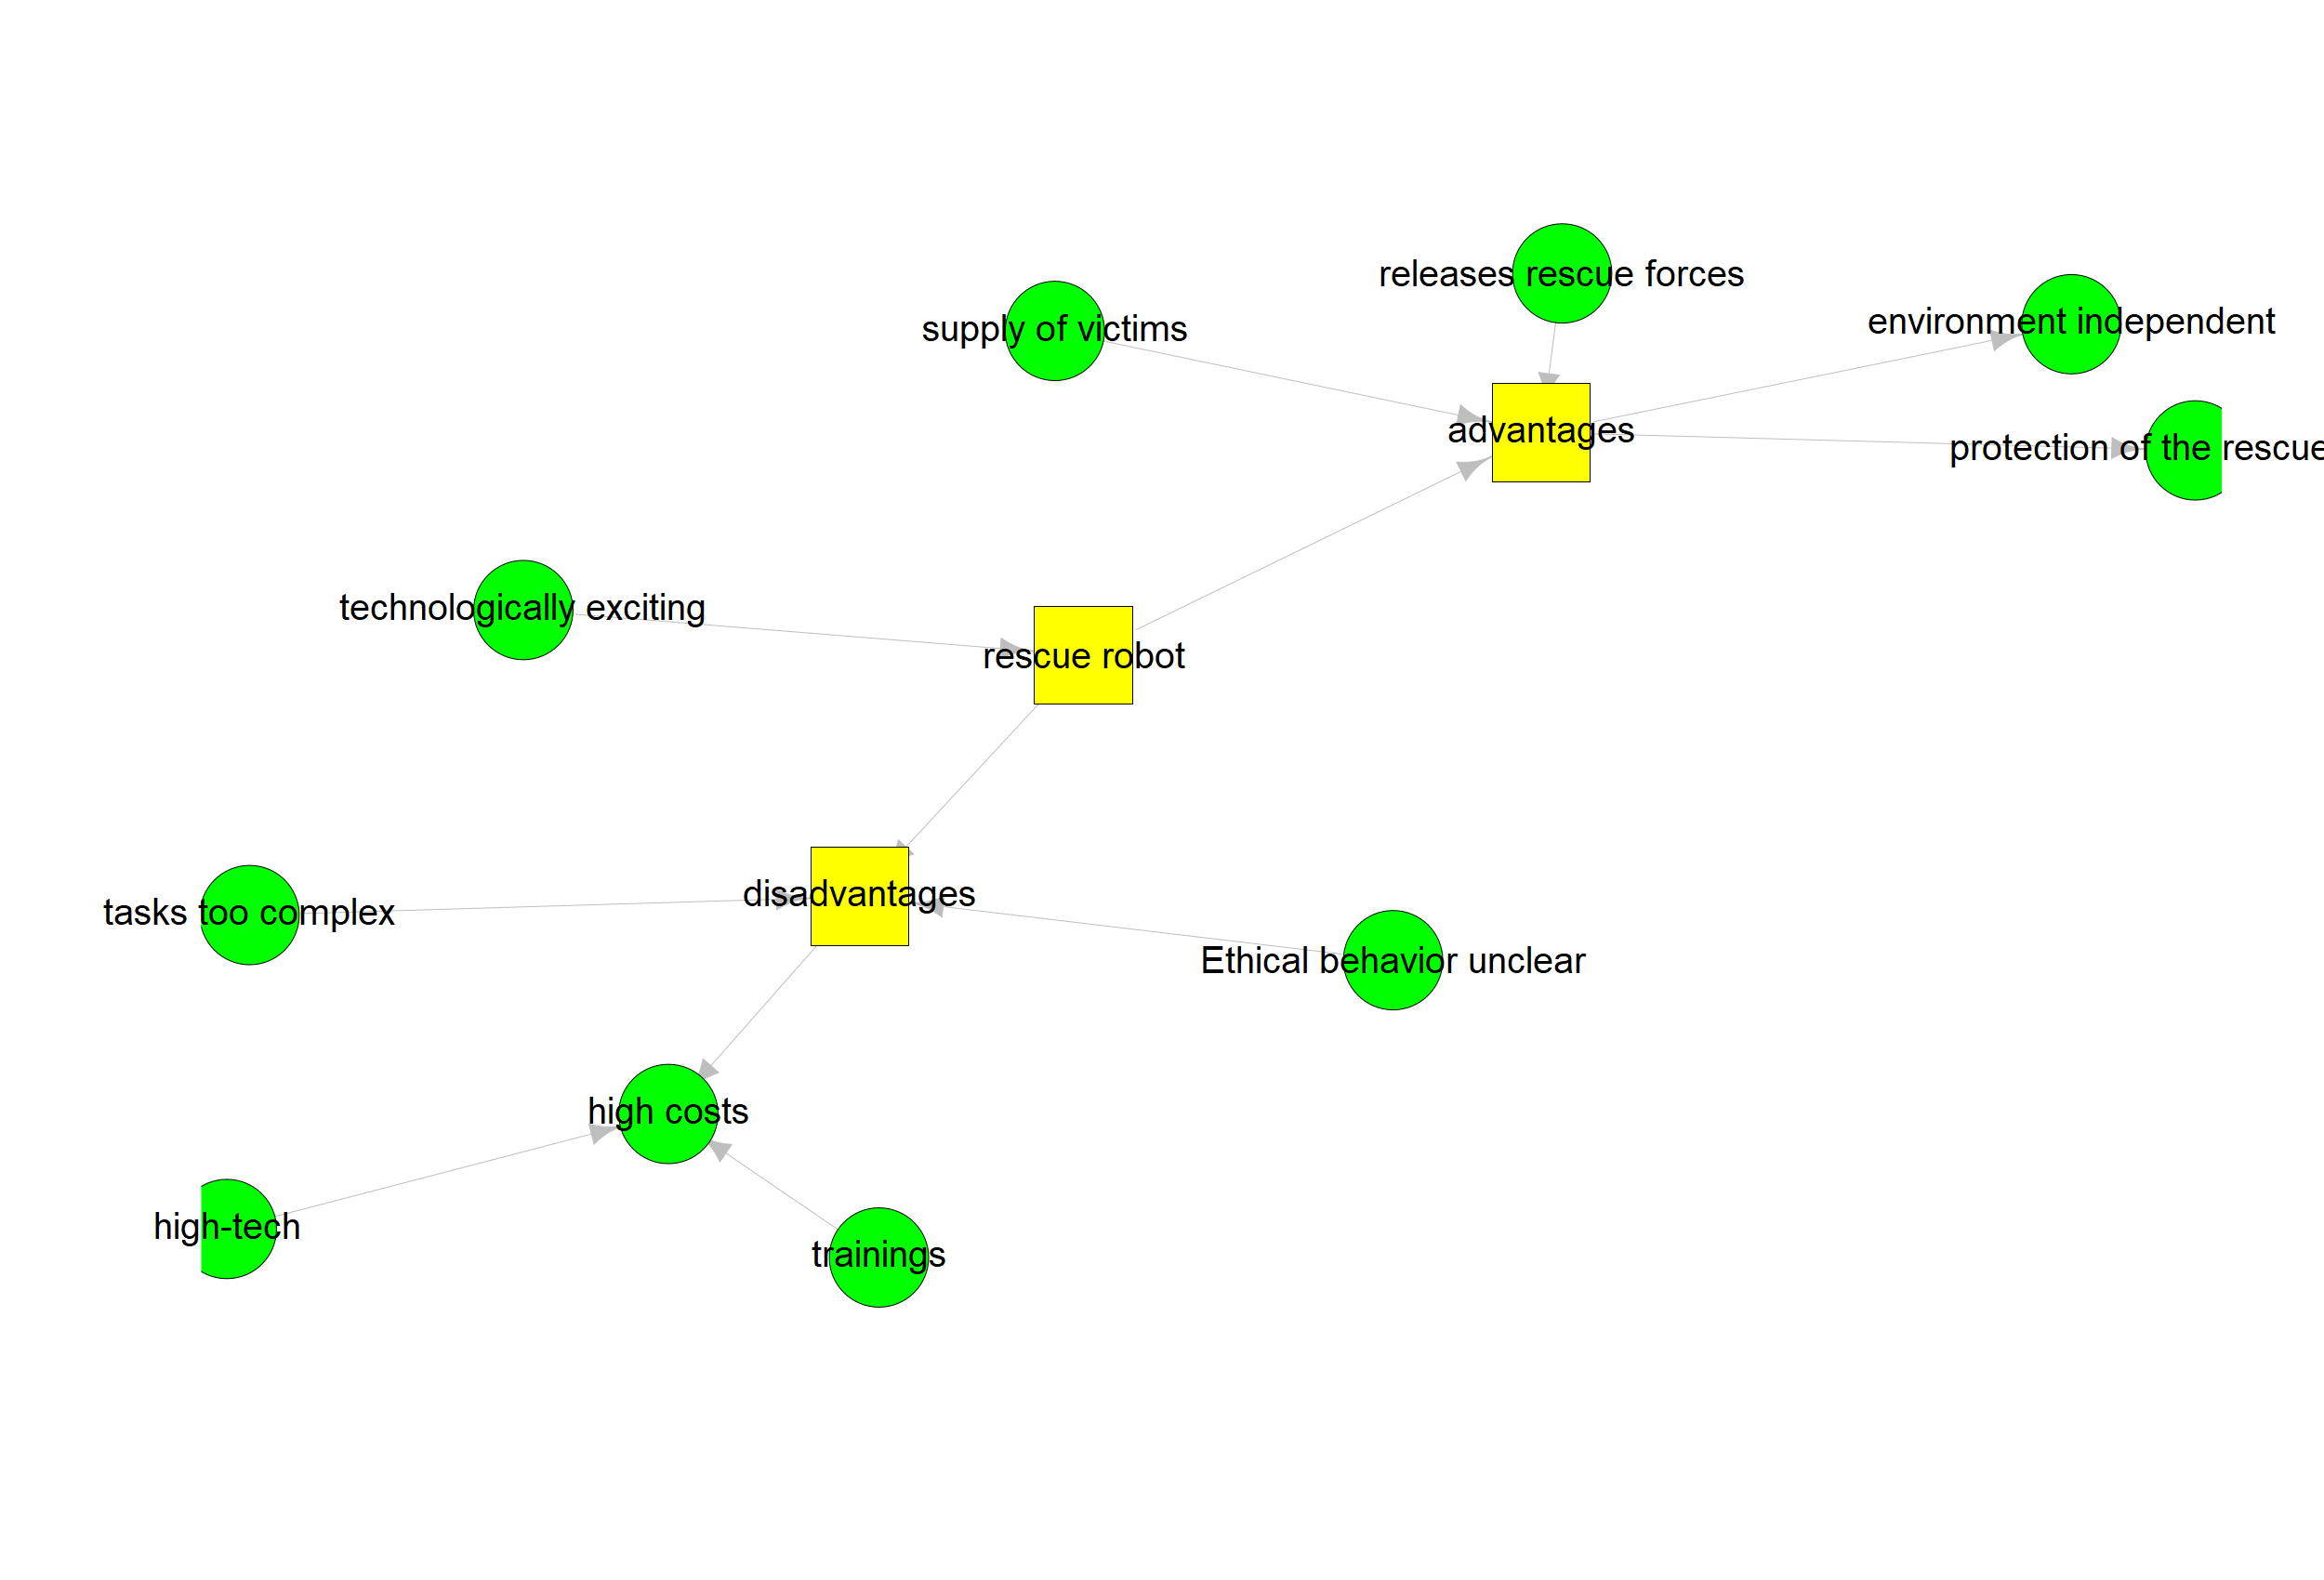 releases rescue forces
supply of victims
environment independent
advantages
protection of the rescue
technologically exciting
rescue robot
disadvantages
tasks too complex
Ethical behavior unclear
high costs
high-tech
trainings